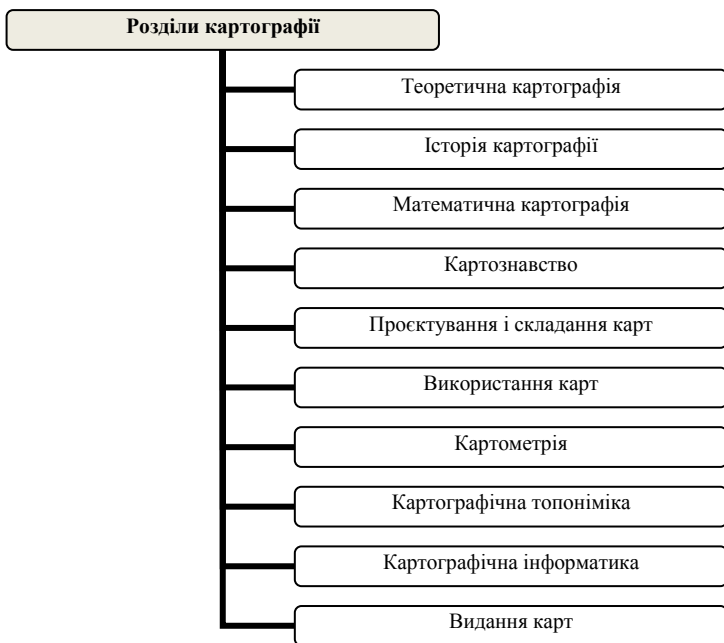 Розділи картографії
Теоретична картографія
Історія картографії
Математична картографія
Картознавство
Проєктування і складання карт
Використання карт
Картометрія
Картографічна топоніміка
Картографічна інформатика
Видання карт